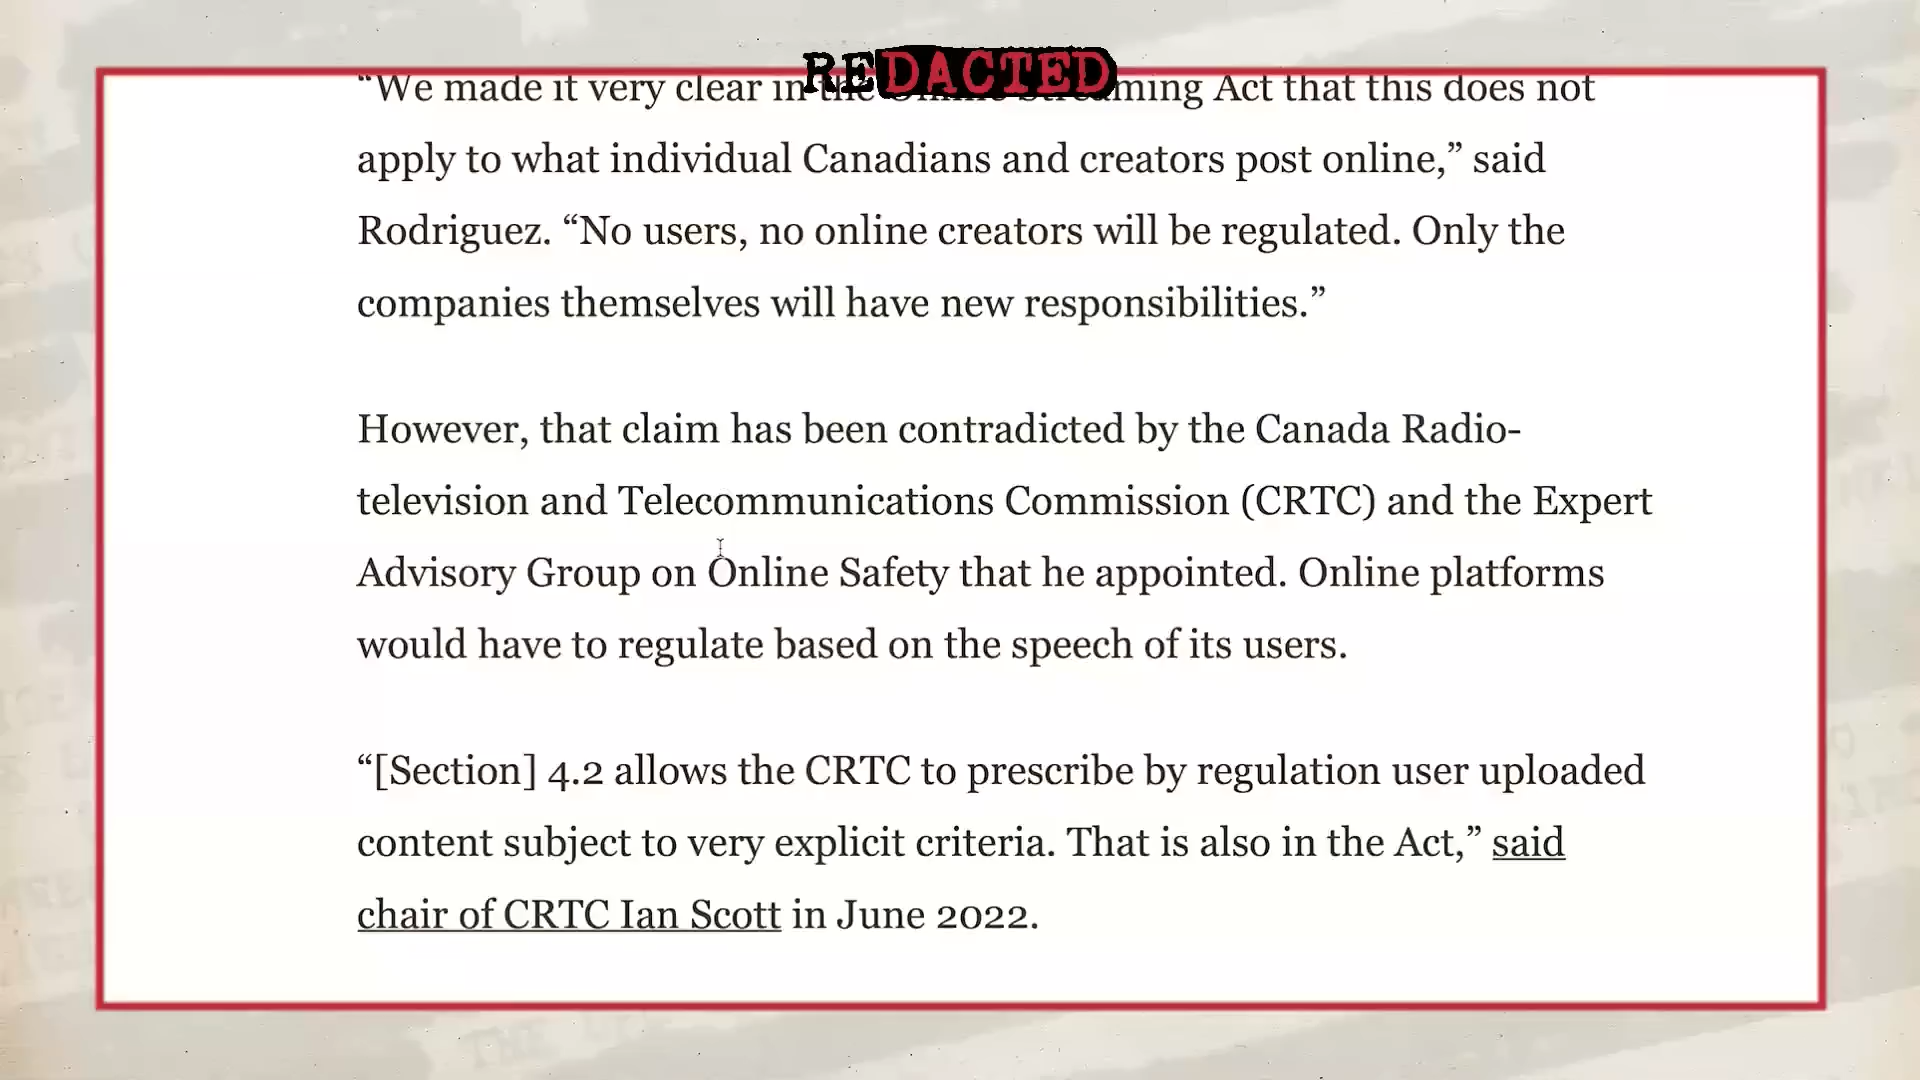 REDACTED
“We made it very clear in the Online Streaming Act that this does not
apply to what individual Canadians and creators post online,” said
Rodriguez. “No users, no online creators will be regulated. Only the
companies themselves will have new responsibilities.”
However, that claim has been contradicted by the Canada Radio-
television and Telecommunications Commission (CRTC) and the Expert
Advisory Group on Online Safety that he appointed. Online platforms
would have to regulate based on the speech of its users.
“[Section] 4.2 allows the CRTC to prescribe by regulation user uploaded
content subject to very explicit criteria. That is also in the Act,” said
chair of CRTC Ian Scott in June 2022.